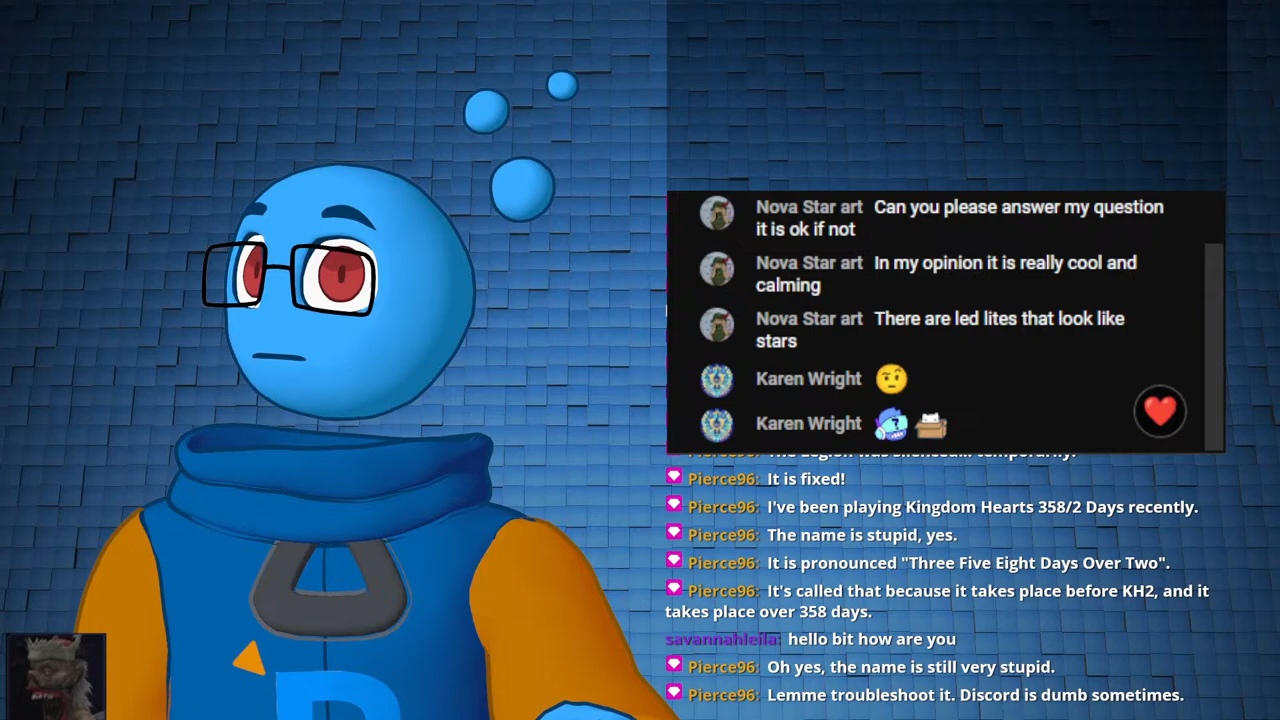 Nova Star art Can you please answer my question
it is ok if not
Nova Star art In my opinion it is really cool and
calming
Nova Star art There are led lites that look like
stars
Karen Wright
Karen Wright
The Legion was silenced... temporarily.
Pierce96: It is fixed!
Pierce96: I've been playing Kingdom Hearts 358/2 Days recently.
Pierce96: The name is stupid, yes.
Pierce96: It is pronounced "Three Five Eight Days Over Two".
Pierce96: It's called that because it takes place before KH2, and it
takes place over 358 days.
savannahleila: hello bit how are you
Pierce96: Oh yes, the name is still very stupid.
Pierce96: Lemme troubleshoot it. Discord is dumb sometimes.